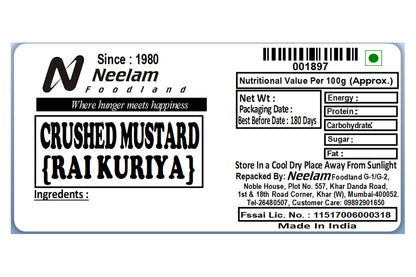 Since : 1980
Neelam
Foodland
Where hunger meets happiness
CRUSHED MUSTARD
{RAI KURIYA}
Ingredients :
001897
Nutritional Value Per 100g (Approx.)
Net Wt :
Packaging Date :
Best Before Date : 180 Days
Energy :
Protein :
Carbohydrate:
Sugar :
Fat :
Store In a Cool Dry Place Away From Sunlight
Repacked By: Neelam Foodland G-1/G-2,
Noble House, Plot No. 557, Khar Danda Road,
1st & 18th Road Corner, Khar (W), Mumbai-400052.
Tel-26480507, Customer Care: 09892901650
Fssai Lic. No. : 11517006000318
Made In India